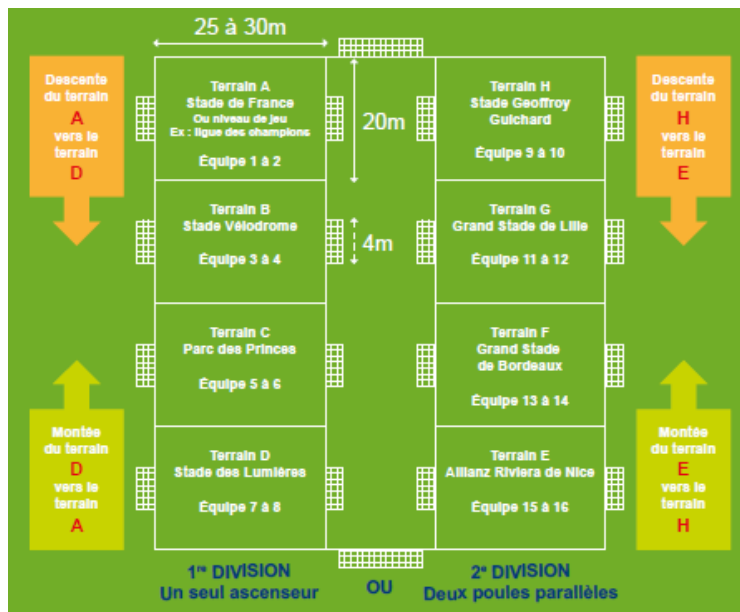 25 à 30m
Descente
du terrain
A
vers le
terrain
D
Terrain A
Stade de France
Ou niveau de jeu
Ex : ligue des champions
Équipe 1 à 2
20m
Terrain H
Stade Geoffroy
Guichard
Équipe 9 à 10
Descente
du terrain
H
vers le
terrain
E
Terrain B
Stade Vélodrome
Équipe 3 à 4
4m
Terrain G
Grand Stade de Lille
Équipe 11 à 12
Terrain C
Parc des Princes
Équipe 5 à 6
Terrain F
Grand Stade
de Bordeaux
Équipe 13 à 14
Montée
du terrain
D
vers le
terrain
A
Terrain D
Stade des Lumières
Équipe 7 à 8
Terrain E
Allianz Riviera de Nice
Équipe 15 à 16
Montée
du terrain
E
vers le
terrain
H
1re DIVISION
Un seul ascenseur
OU
2e DIVISION
Deux poules parallèles